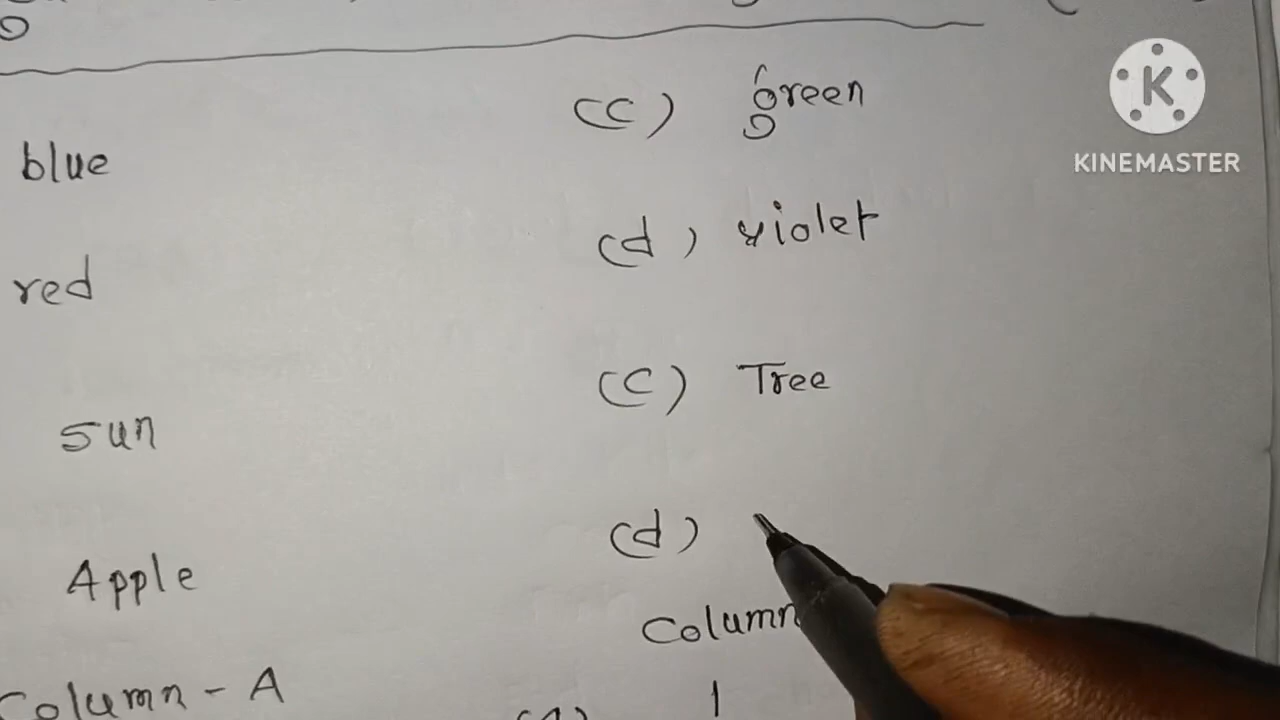 (c) green
blue
(d) violet
red
(c) Tree
sun
(d)
Apple
Column
Column - A
1
KINEMASTER